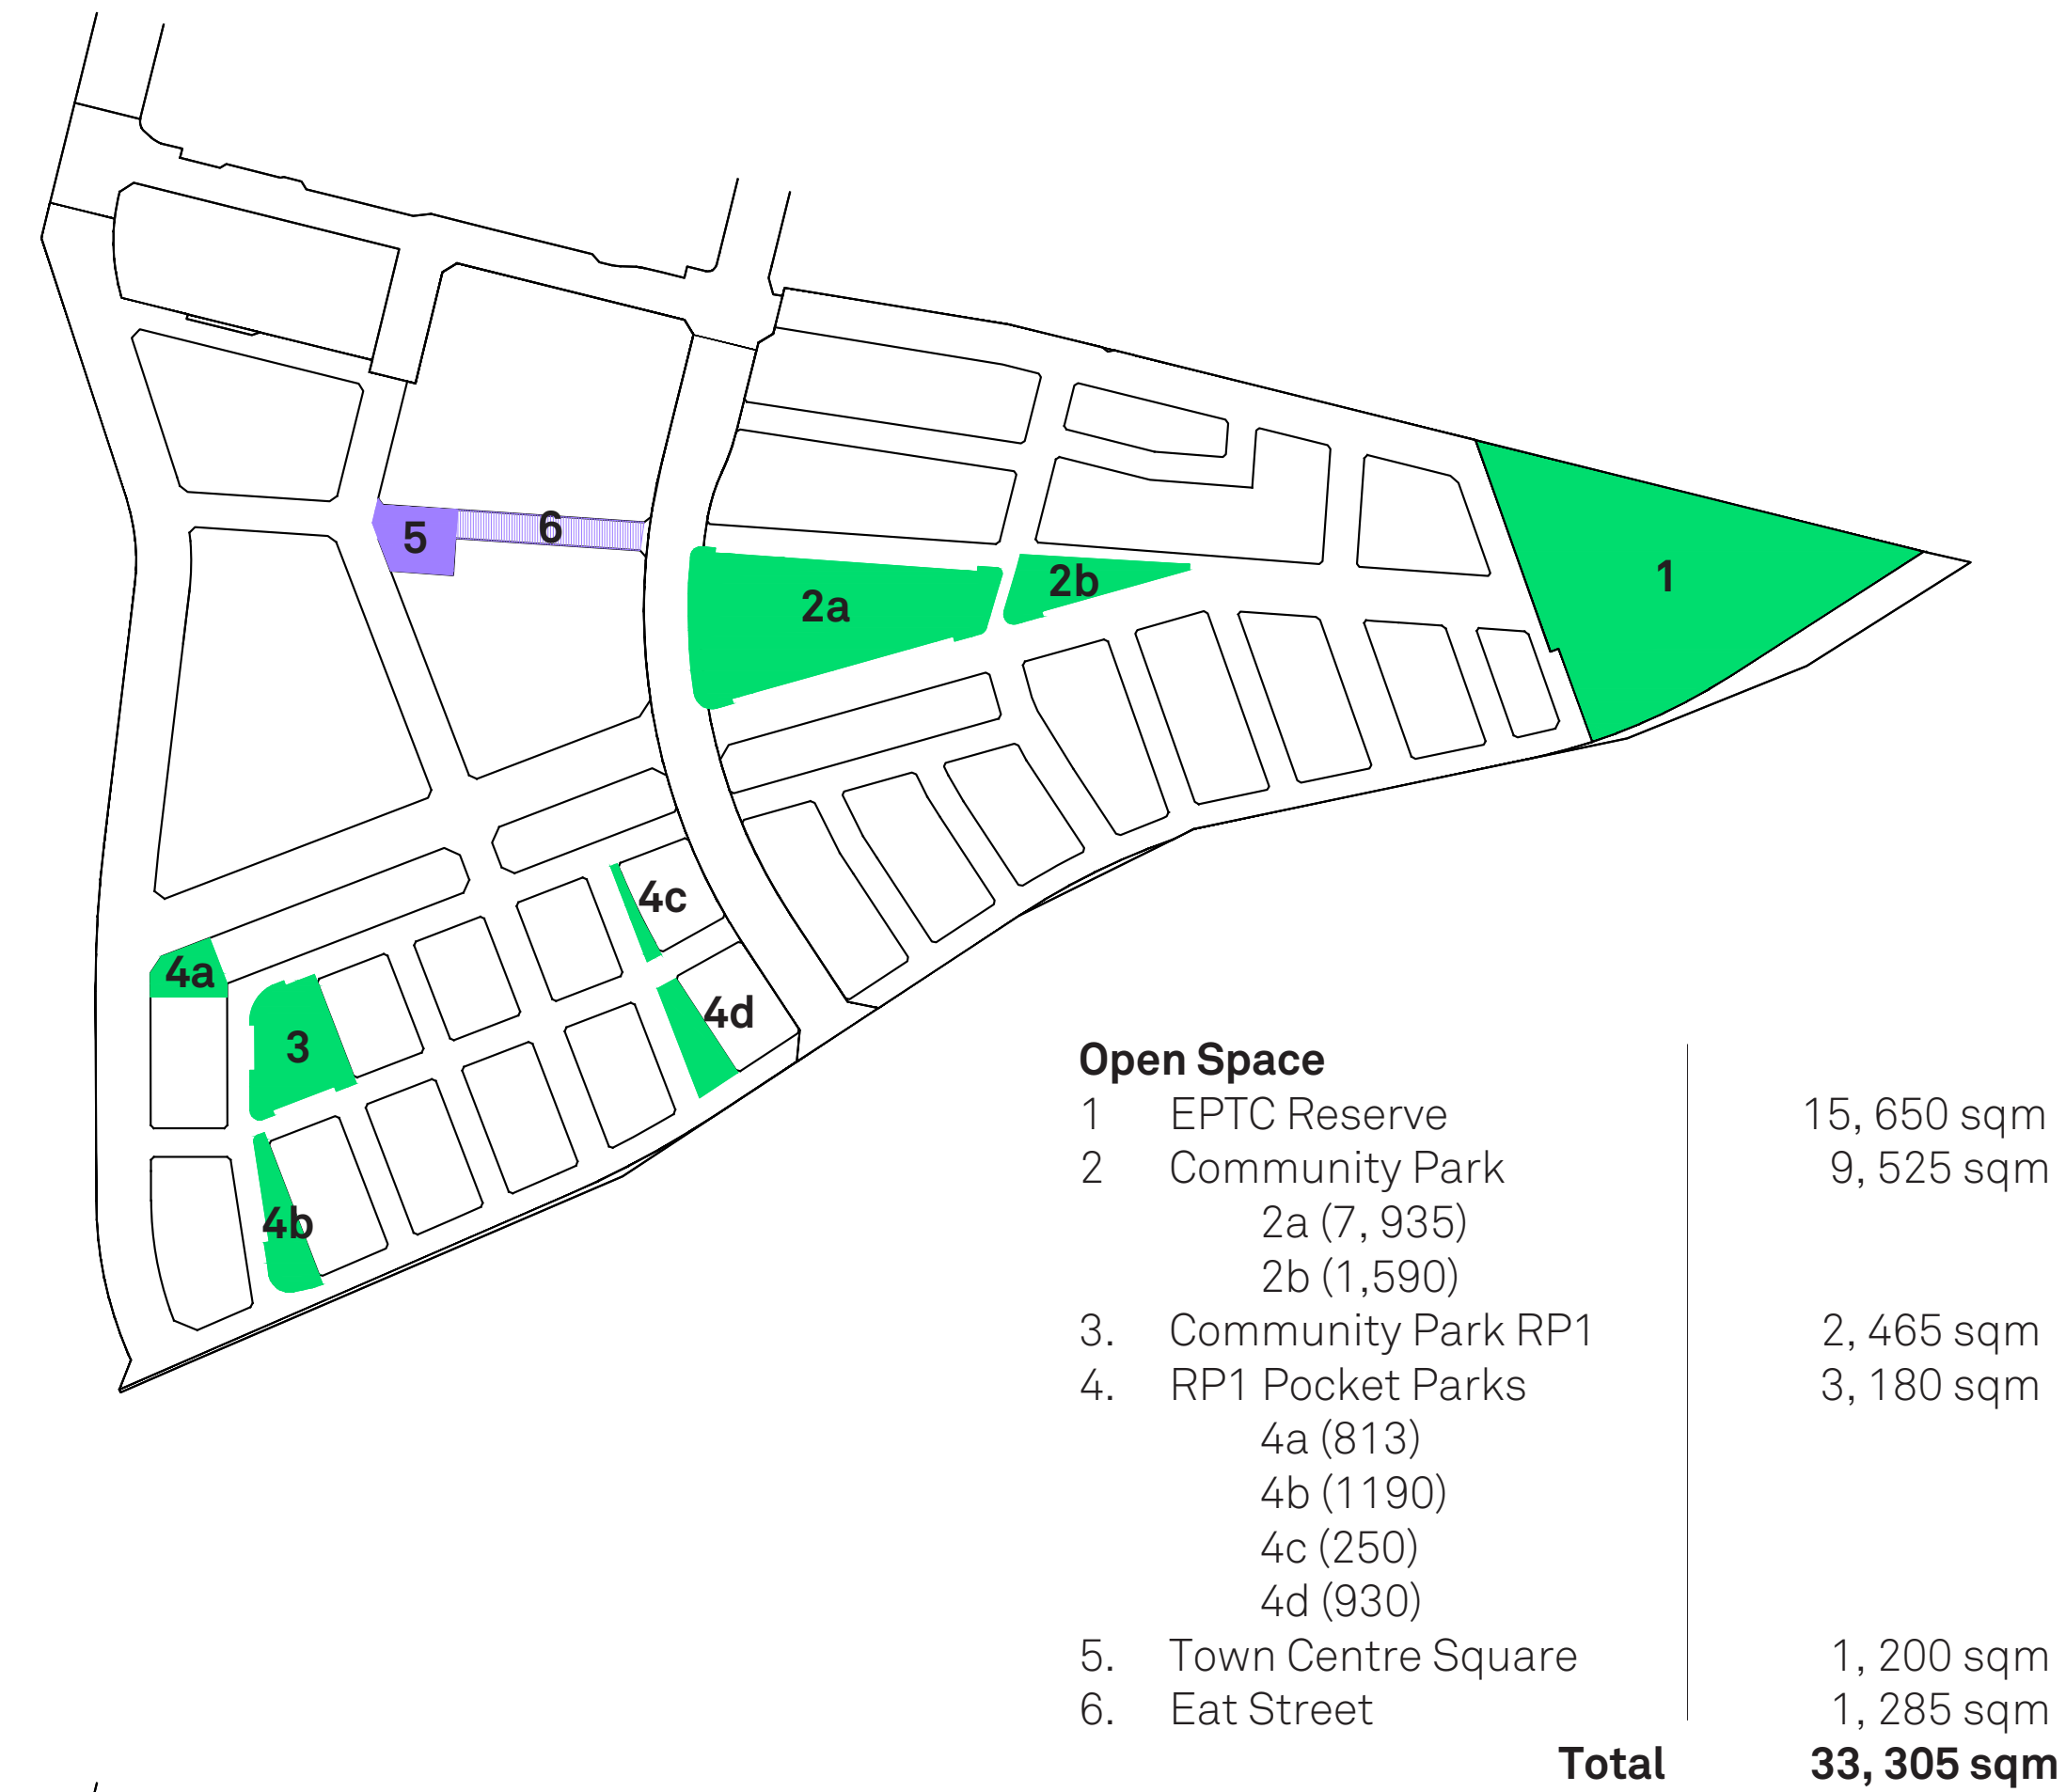 6
5
2b
1
2a
4c
4a
4d
3
4b
Open Space
1 EPTC Reserve 15, 650 sqm
2 Community Park 9, 525 sqm
2a (7, 935)
2b (1,590)
3. Community Park RP1 2, 465 sqm
4. RP1 Pocket Parks 3, 180 sqm
4a (813)
4b (1190)
4c (250)
4d (930)
5. Town Centre Square 1, 200 sqm
6. Eat Street 1, 285 sqm
Total 33, 305 sqm